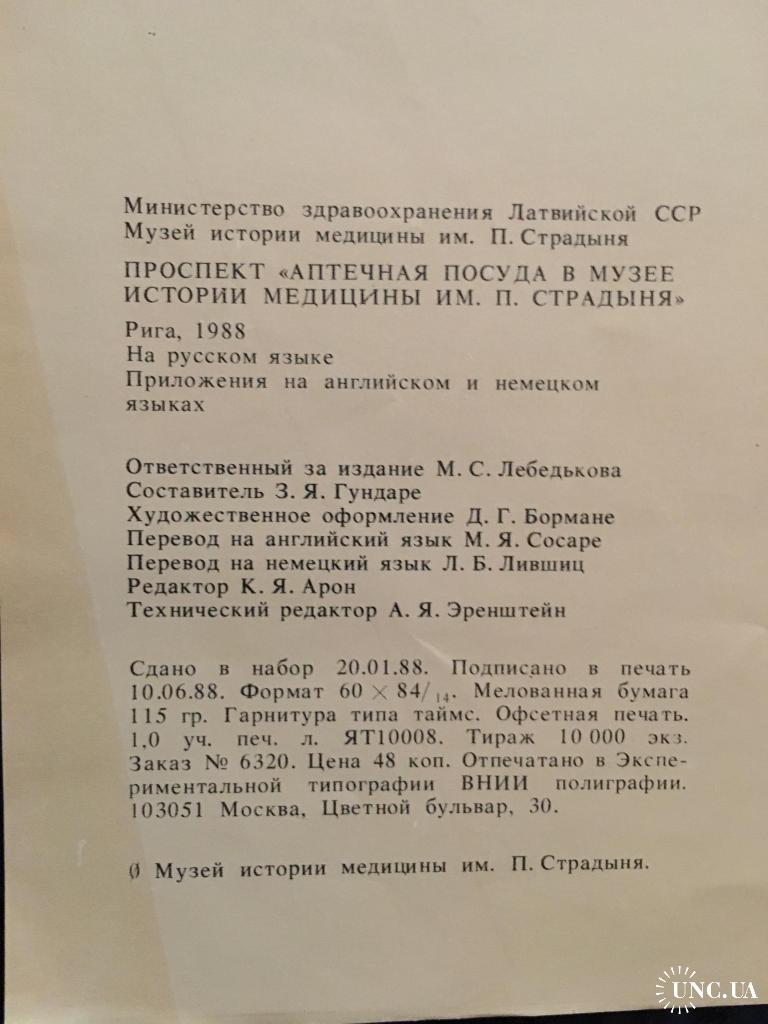 Министерство здравоохранения Латвийской ССР
Музей истории медицины им. П. Страдыня
ПРОСПЕКТ «АПТЕЧНАЯ ПОСУДА В МУЗЕЕ
ИСТОРИИ МЕДИЦИНЫ ИМ. П. СТРАДЫНЯ»
Рига, 1988
На русском языке
Приложения на английском и немецком
языках
Ответственный за издание М. С. Лебедькова
Составитель З. Я. Гундаре
Художественное оформление Д. Г. Бормане
Перевод на английский язык М. Я. Сосаре
Перевод на немецкий язык Л. Б. Лившиц
Редактор К. Я. Арон
Технический редактор А. Я. Эренштейн
Сдано в набор 20.01.88. Подписано в печать
10.06.88. Формат 60 × 84/14. Мелованная бумага
115 гр. Гарнитура типа таймс. Офсетная печать.
1,0 уч. печ. л. ЯТ10008. Тираж 10 000 экз.
Заказ № 6320. Цена 48 коп. Отпечатано в Экспе-
риментальной типографии ВНИИ полиграфии.
103051 Москва, Цветной бульвар, 30.
∅ Музей истории медицины им. П. Страдыня.
UNC.UA